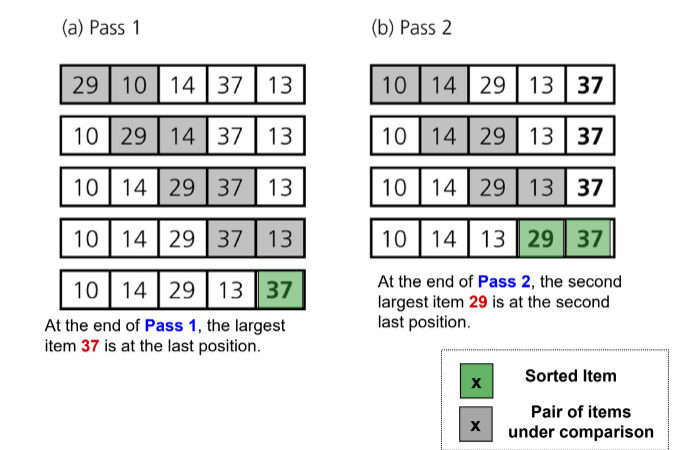 (a) Pass 1
29 10 14 37 13
10 29 14 37 13
10 14 29 37 13
10 14 29 37 13
10 14 29 13 37
At the end of Pass 1, the largest
item 37 is at the last position.
(b) Pass 2
10 14 29 13 37
10 14 29 13 37
10 14 29 13 37
10 14 13 29 37
At the end of Pass 2, the second
largest item 29 is at the second
last position.
x Sorted Item
x Pair of items
under comparison